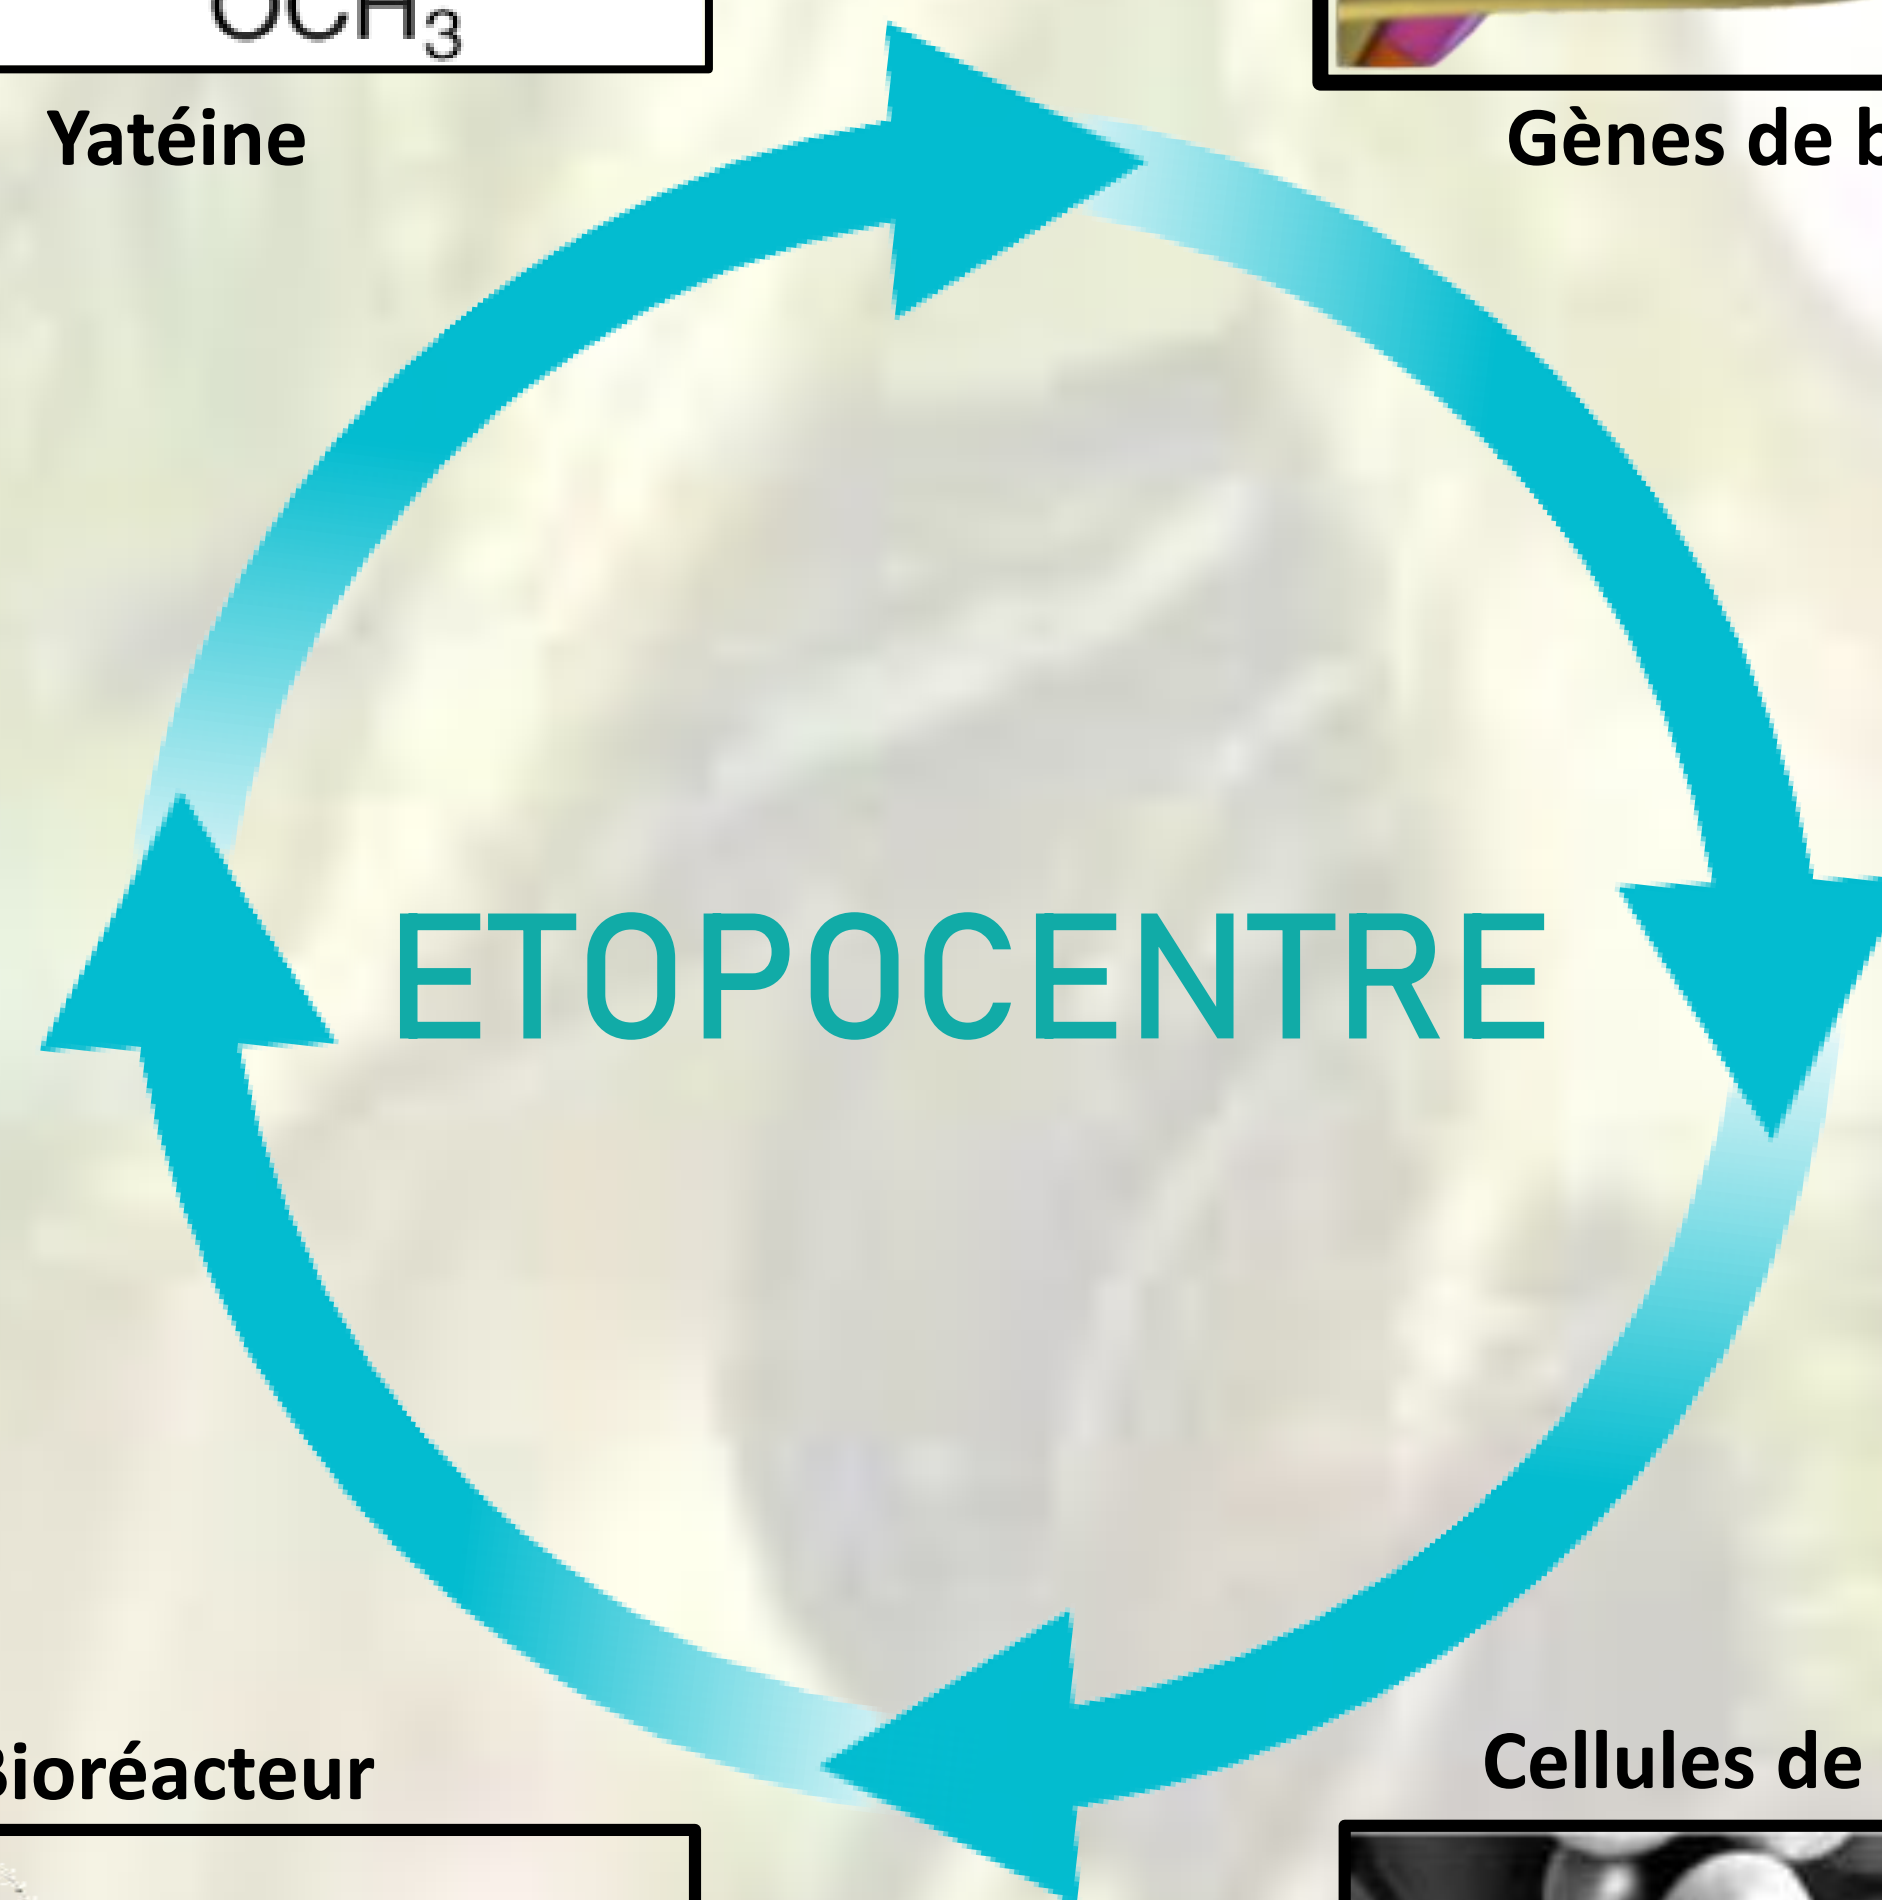 OCH3
Yatéine
Gènes de
ETOPOCENTRE
Bioréacteur
Cellules de